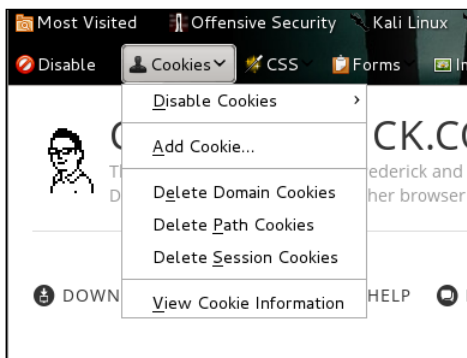 Most Visited Offensive Security Kali Linux
Disable Cookies CSS Forms
Disable Cookies
Add Cookie...
CK.CO
ederick and
her browser
Delete Domain Cookies
Delete Path Cookies
Delete Session Cookies
DOWN HELP
View Cookie Information